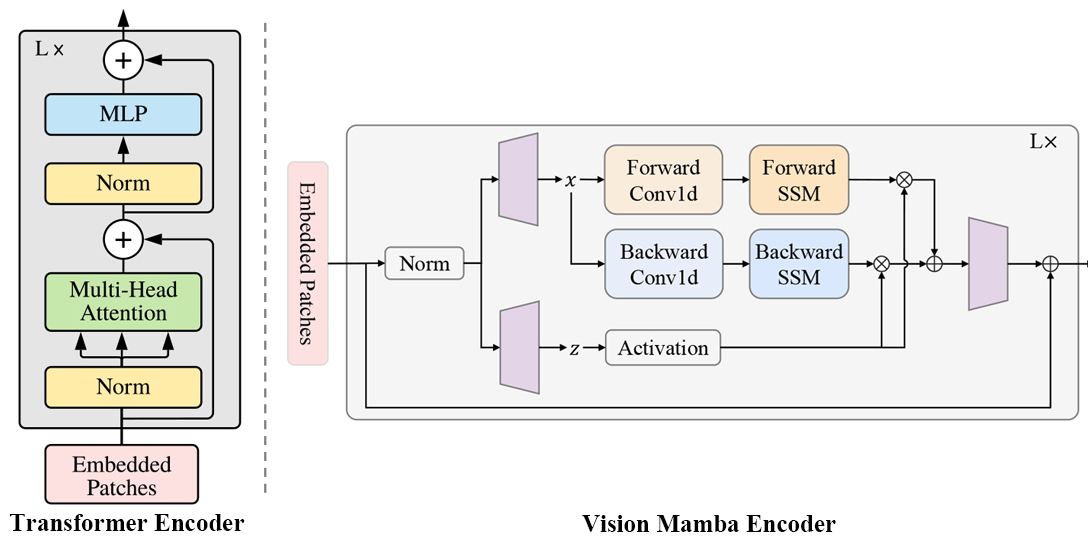 L×
MLP
Norm
Multi-Head
Attention
Norm
Embedded
Patches
Transformer Encoder
Embedded Patches
L×
Norm
x
Forward
Conv1d
Forward
SSM
Backward
Conv1d
Backward
SSM
z
Activation
Vision Mamba Encoder